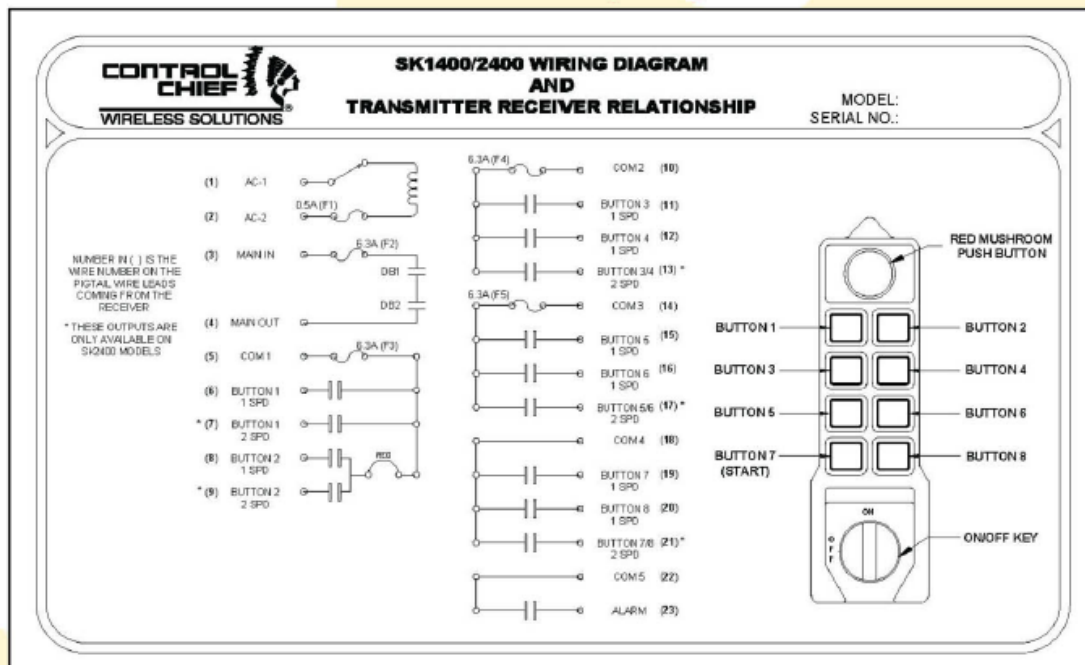 CONTROL
CHIEF
®
WIRELESS SOLUTIONS
SK1400/2400 WIRING DIAGRAM
AND
TRANSMITTER RECEIVER RELATIONSHIP
MODEL:
SERIAL NO.:
NUMBER IN ( ) IS THE
WIRE NUMBER ON THE
PIGTAIL WIRE LEADS
COMING FROM THE
RECEIVER
* THESE OUTPUTS ARE
ONLY AVAILABLE ON
SK2400 MODELS
(1) AC-1
0.5A (F1)
(2) AC-2
6.3A (F2)
(3) MAIN IN
DB1
DB2
(4) MAIN OUT
6.3A (F3)
(5) COM 1
(6) BUTTON 1
1 SPD
* (7) BUTTON 1
2 SPD
(8) BUTTON 2
1 SPD
RED
* (9) BUTTON 2
2 SPD
6.3A (F4)
COM 2 (10)
BUTTON 3 (11)
1 SPD
BUTTON 4 (12)
1 SPD
BUTTON 3/4 (13) *
2 SPD
6.3A (F5)
COM 3 (14)
BUTTON 5 (15)
1 SPD
BUTTON 6 (16)
1 SPD
BUTTON 5/6 (17) *
2 SPD
COM 4 (18)
BUTTON 7 (19)
1 SPD
BUTTON 8 (20)
1 SPD
BUTTON 7/8 (21) *
2 SPD
COM 5 (22)
ALARM (23)
RED MUSHROOM
PUSH BUTTON
BUTTON 1
BUTTON 2
BUTTON 3
BUTTON 4
BUTTON 5
BUTTON 6
BUTTON 7
(START)
BUTTON 8
ON
OFF
ON/OFF KEY